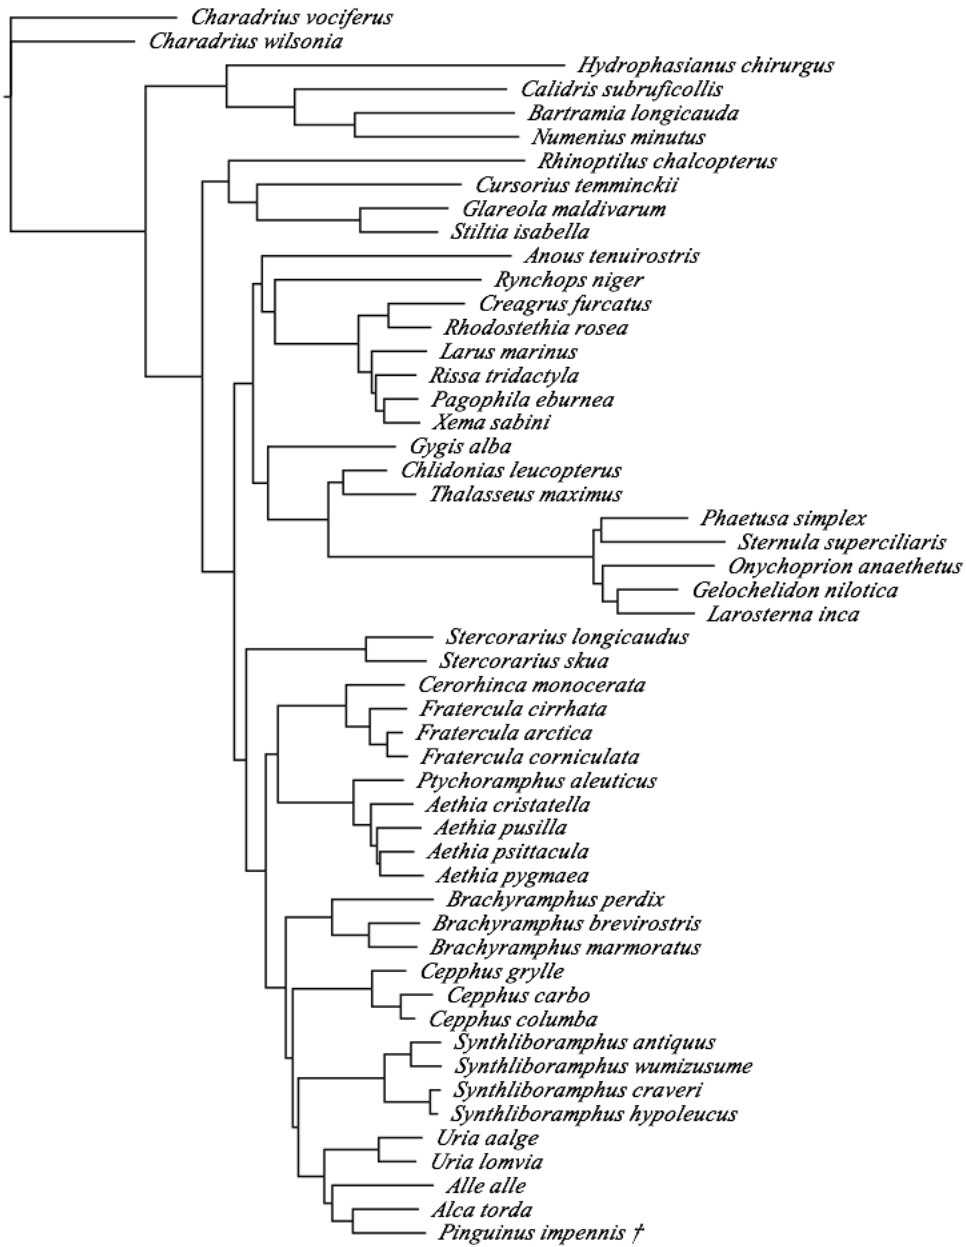 Charadrius vociferus
Charadrius wilsonia
Hydrophasianus chirurgus
Calidris subruficollis
Bartramia longicauda
Numenius minutus
Rhinoptilus chalcopterus
Cursorius temminckii
Glareola maldivarum
Stiltia isabella
Anous tenuirostris
Rynchops niger
Creagrus furcatus
Rhodostethia rosea
Larus marinus
Rissa tridactyla
Pagophila eburnea
Xema sabini
Gygis alba
Chlidonias leucopterus
Thalasseus maximus
Phaetusa simplex
Sternula superciliaris
Onychoprion anaethetus
Gelochelidon nilotica
Larosterna inca
Stercorarius longicaudus
Stercorarius skua
Cerorhinca monocerata
Fratercula cirrhata
Fratercula arctica
Fratercula corniculata
Ptychoramphus aleuticus
Aethia cristatella
Aethia pusilla
Aethia psittacula
Aethia pygmaea
Brachyramphus perdix
Brachyramphus brevirostris
Brachyramphus marmoratus
Cepphus grylle
Cepphus carbo
Cepphus columba
Synthliboramphus antiquus
Synthliboramphus wumizusume
Synthliboramphus craveri
Synthliboramphus hypoleucus
Uria aalge
Uria lomvia
Alle alle
Alca torda
Pinguinus impennis †